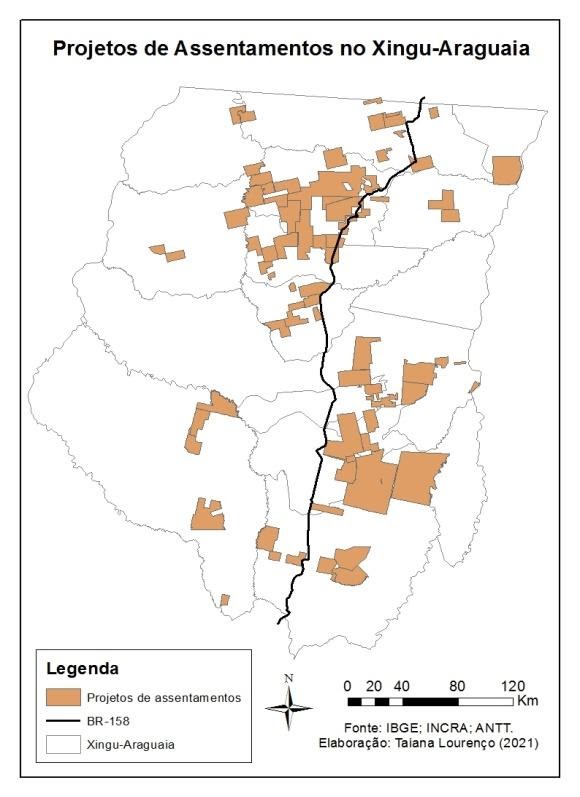 Projetos de Assentamentos no Xingu-Araguaia
Legenda
Projetos de assentamentos
BR-158
Xingu-Araguaia
N
0 10 20 40 80 120
Km
Fonte: IBGE; INCRA; ANTT.
Elaboração: Taiana Lourenço (2021)